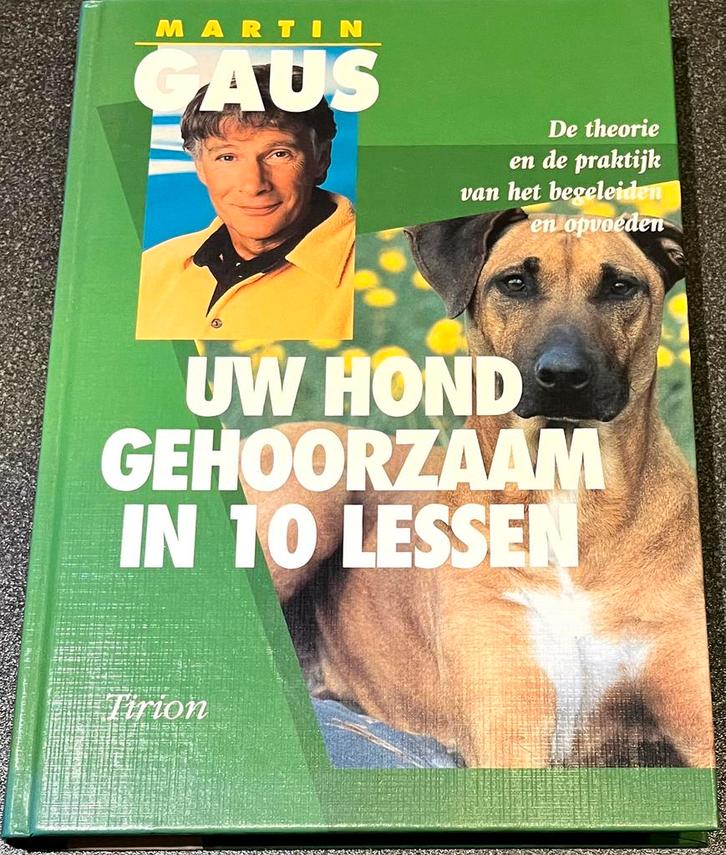 MARTIN
GAUS
De theorie
en de praktijk
van het begeleiden
en opvoeden
UW HOND
GEHOORZAAM
IN 10 LESSEN
Tirion